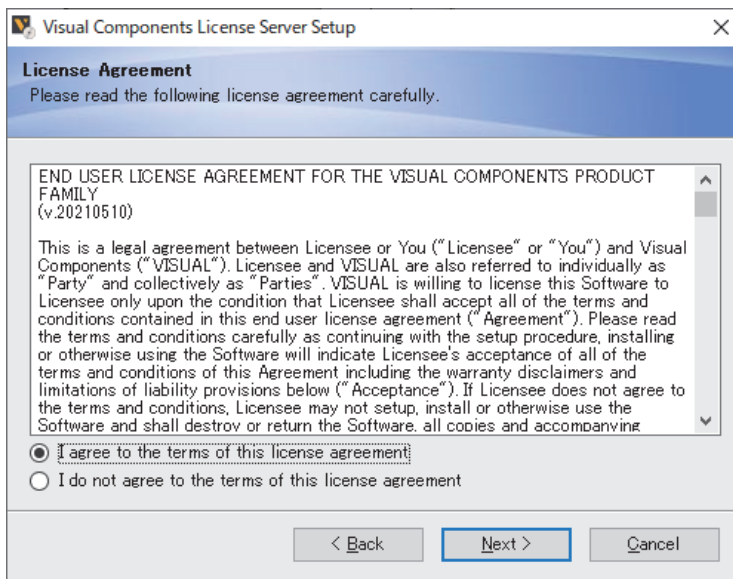 Visual Components License Server Setup
License Agreement
Please read the following license agreement carefully.
END USER LICENSE AGREEMENT FOR THE VISUAL COMPONENTS PRODUCT
FAMILY
(v.20210510)
This is a legal agreement between Licensee or You ("Licensee" or "You") and Visual
Components ("VISUAL"). Licensee and VISUAL are also referred to individually as
"Party" and collectively as "Parties". VISUAL is willing to license this Software to
Licensee only upon the condition that Licensee shall accept all of the terms and
conditions contained in this end user license agreement ("Agreement"). Please read
the terms and conditions carefully as continuing with the setup procedure, installing
or otherwise using the Software will indicate Licensee's acceptance of all of the
terms and conditions of this Agreement including the warranty disclaimers and
limitations of liability provisions below ("Acceptance"). If Licensee does not agree to
the terms and conditions, Licensee may not setup, install or otherwise use the
Software and shall destroy or return the Software, all copies and accompanying
I agree to the terms of this license agreement
I do not agree to the terms of this license agreement
< Back
Next >
Cancel